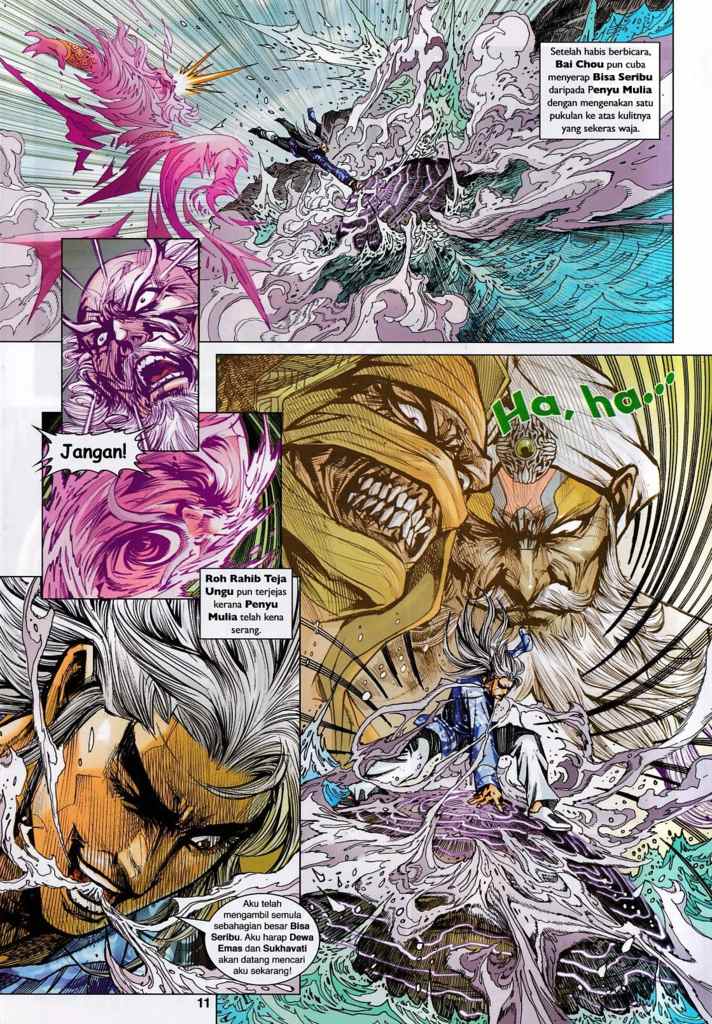 Setelah habis berbicara,
Bai Chou pun cuba
menyerap Bisa Seribu
daripada Penyu Mulia
dengan mengenakan satu
pukulan ke atas kulitnya
yang sekeras waja.
Jangan!
Ha, ha...
Roh Rahib Teja
Ungu pun terjejas
kerana Penyu
Mulia telah kena
serang.
Aku telah
mengambil semula
sebahagian besar Bisa
Seribu. Aku harap Dewa
Emas dan Sukhavati
akan datang mencari
aku sekarang!
11